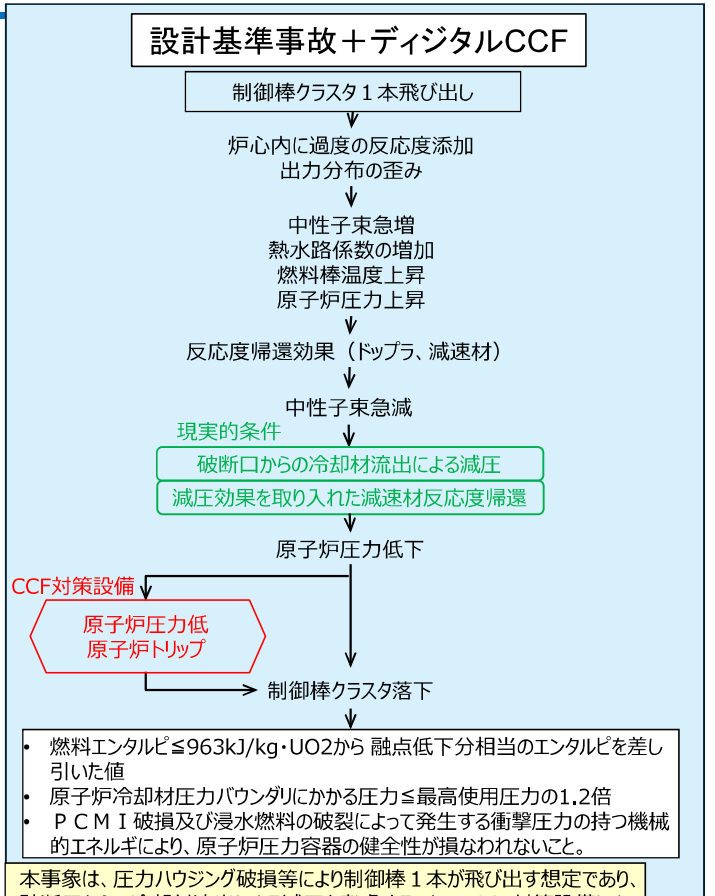 設計基準事故＋ディジタルCCF
制御棒クラスタ１本飛び出し
炉心内に過度の反応度添加
出力分布の歪み
中性子束急増
熱水路係数の増加
燃料棒温度上昇
原子炉圧力上昇
反応度帰還効果（ドップラ、減速材）
中性子束急減
現実的条件
破断口からの冷却材流出による減圧
減圧効果を取り入れた減速材反応度帰還
原子炉圧力低下
CCF対策設備
原子炉圧力低
原子炉トリップ
制御棒クラスタ落下
• 燃料エンタルピ≦963kJ/kg・UO2から 融点低下分相当のエンタルピを差し
引いた値
• 原子炉冷却材圧力バウンダリにかかる圧力≦最高使用圧力の1.2倍
• ＰＣＭＩ破損及び浸水燃料の破裂によって発生する衝撃圧力の持つ機械
的エネルギにより、原子炉圧力容器の健全性が損なわれないこと。
本事象は、圧力ハウジング破損等により制御棒１本が飛び出す想定であり、